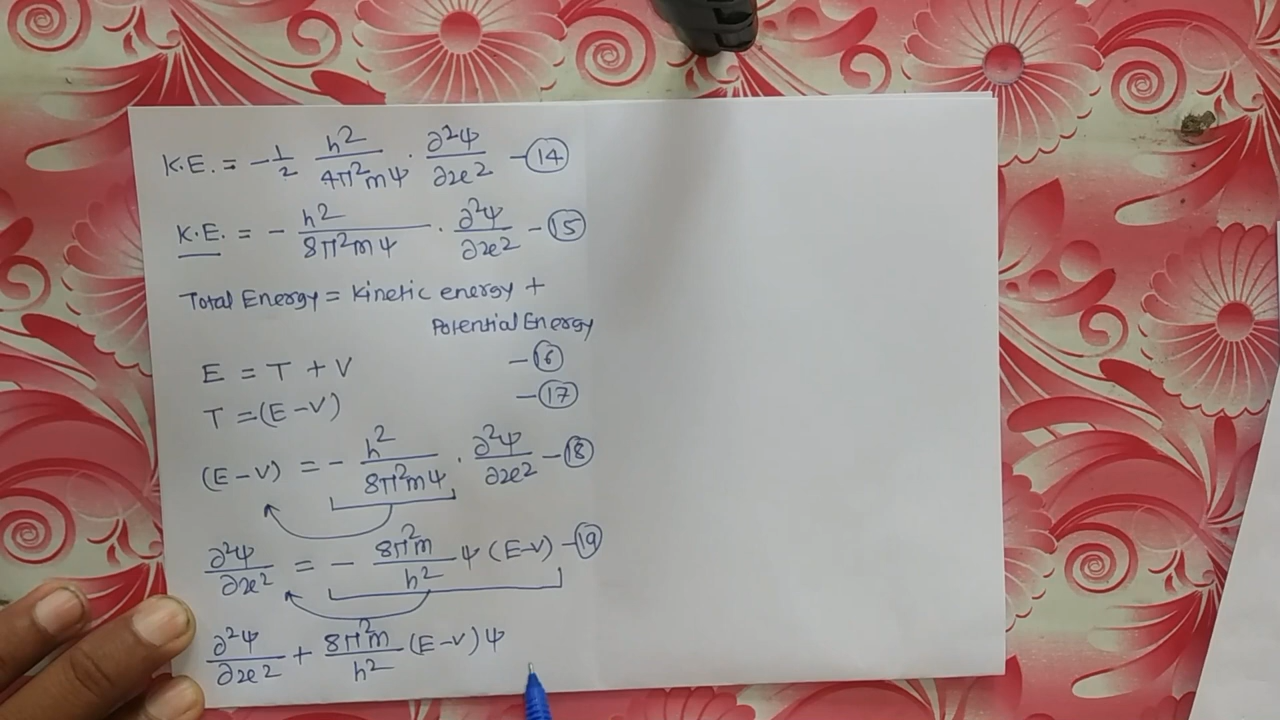 K.E. = -1/2 h²/4π²mψ · ∂²ψ/∂x² -(14)
K.E. = - h²/8π²mψ · ∂²ψ/∂x² -(15)
Total Energy = Kinetic energy +
Potential Energy
E = T + V -(16)
T = (E-V) -(17)
(E-V) = - h²/8π²mψ · ∂²ψ/∂x² -(18)
∂²ψ/∂x² = - 8π²m/h² ψ (E-V) -(19)
∂²ψ/∂x² + 8π²m/h² (E-V) ψ